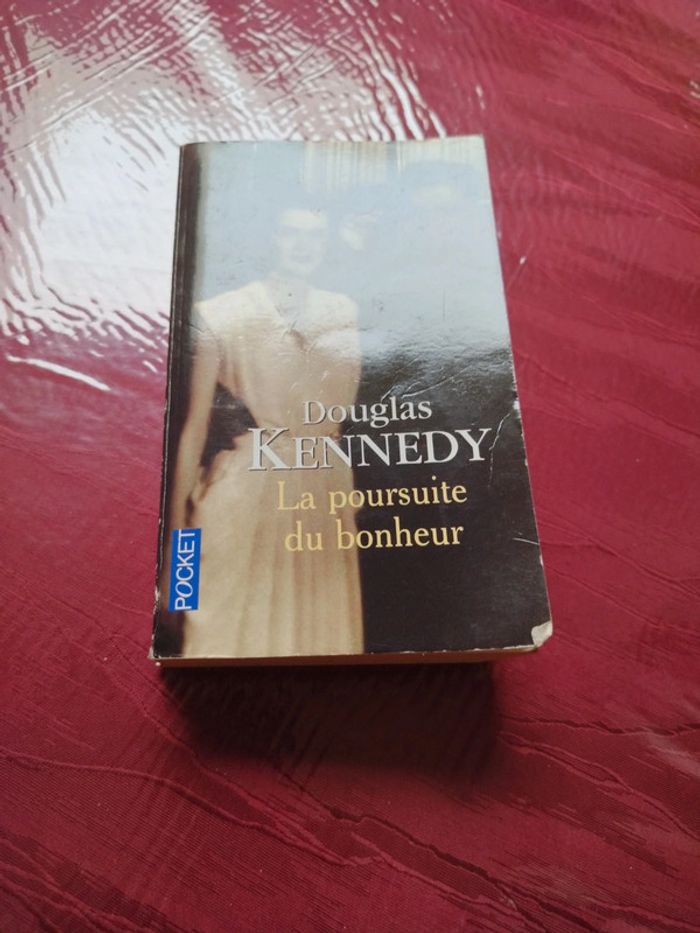 Douglas
KENNEDY
La poursuite
du bonheur
POCKET